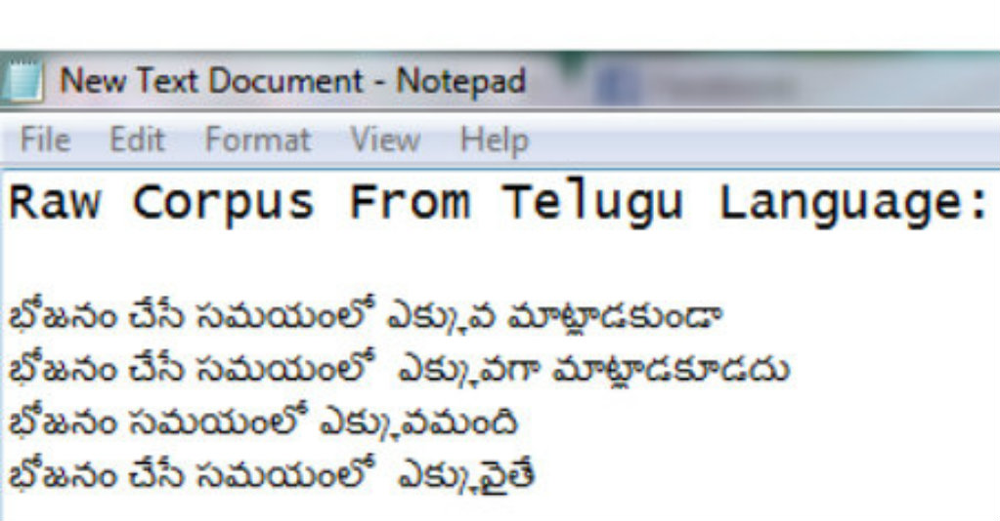 New Text Document - Notepad
File Edit Format View Help
Raw Corpus From Telugu Language:
భోజనం చేసే సమయంలో ఎక్కువ మాట్లాడకుండా
భోజనం చేసే సమయంలో ఎక్కువగా మాట్లాడకూడదు
భోజనం సమయంలో ఎక్కువమంది
భోజనం చేసే సమయంలో ఎక్కువైతే